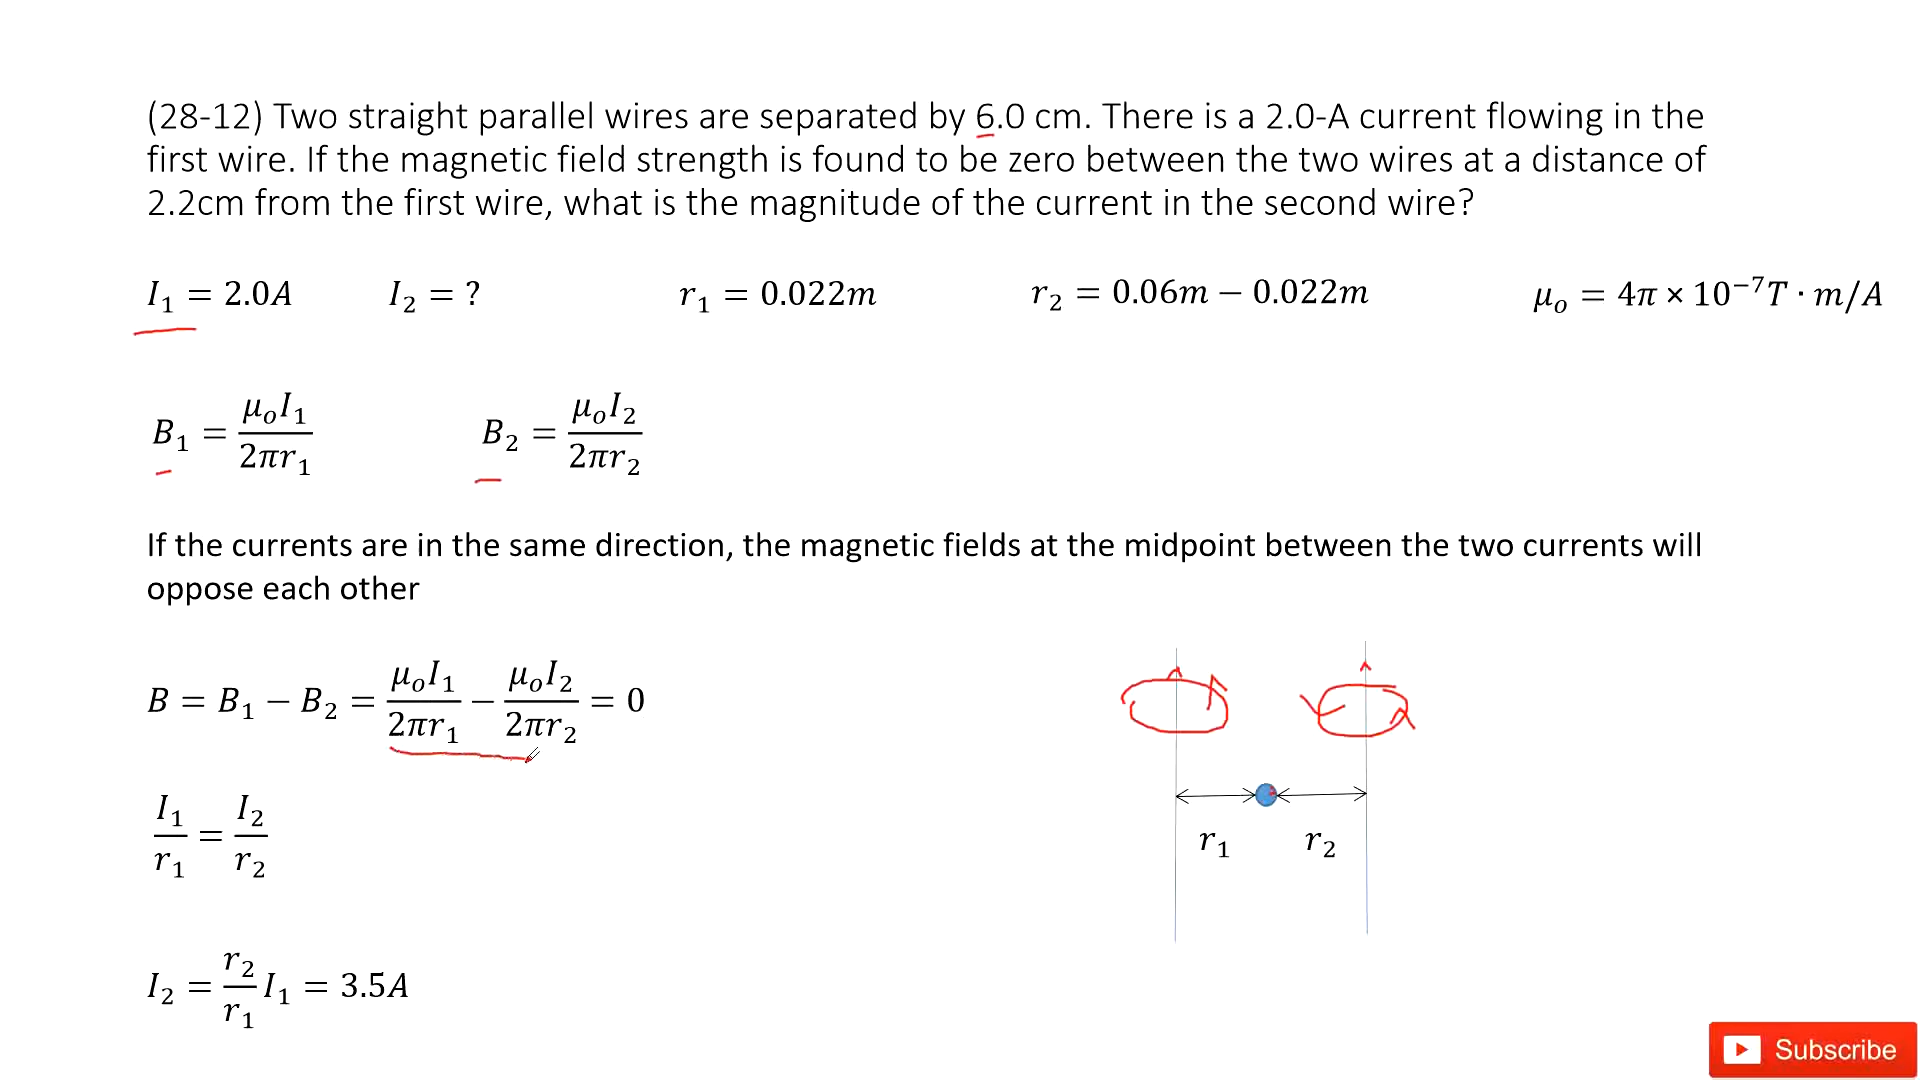 (28-12) Two straight parallel wires are separated by 6.0 cm. There is a 2.0-A current flowing in the
first wire. If the magnetic field strength is found to be zero between the two wires at a distance of
2.2cm from the first wire, what is the magnitude of the current in the second wire?
I₁ = 2.0A I₂ = ? r₁ = 0.022m r₂ = 0.06m − 0.022m μₒ = 4π × 10⁻⁷T · m/A
B₁ = μₒI₁/2πr₁ B₂ = μₒI₂/2πr₂
If the currents are in the same direction, the magnetic fields at the midpoint between the two currents will
oppose each other
B = B₁ − B₂ = μₒI₁/2πr₁ − μₒI₂/2πr₂ = 0
I₁/r₁ = I₂/r₂
r₁ r₂
I₂ = r₂/r₁ I₁ = 3.5A
Subscribe